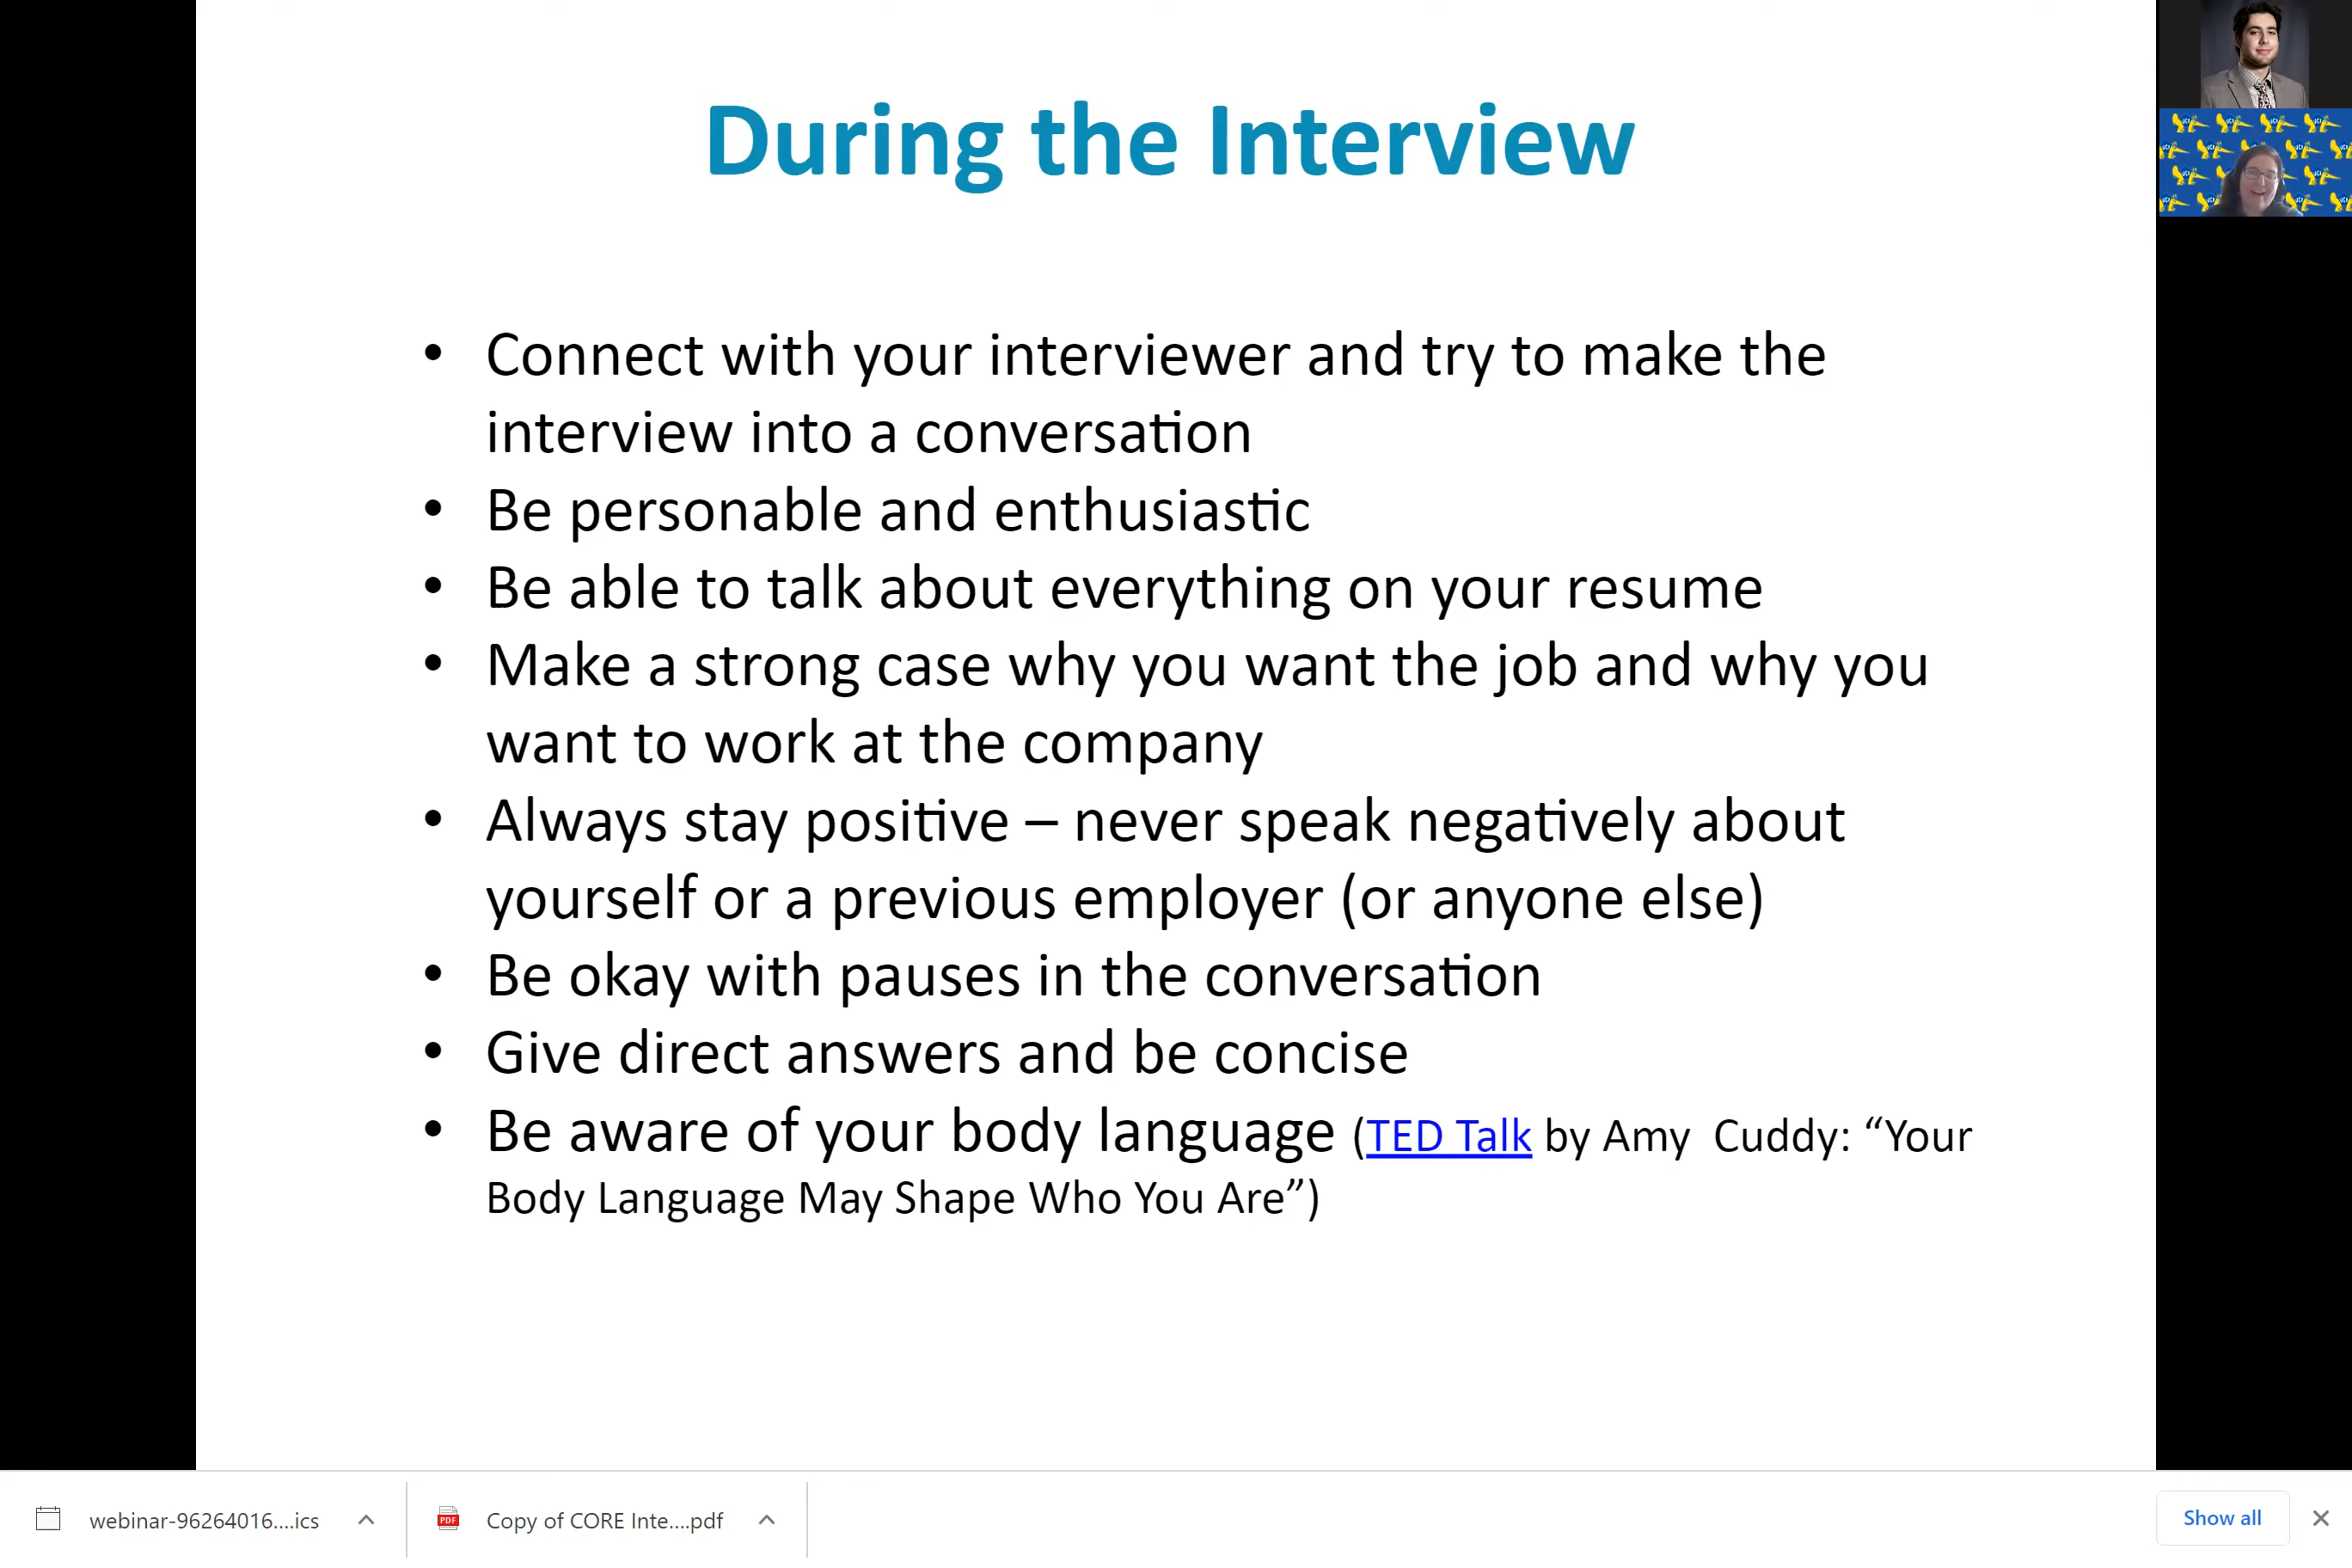 During the Interview
• Connect with your interviewer and try to make the
interview into a conversation
• Be personable and enthusiastic
• Be able to talk about everything on your resume
• Make a strong case why you want the job and why you
want to work at the company
• Always stay positive – never speak negatively about
yourself or a previous employer (or anyone else)
• Be okay with pauses in the conversation
• Give direct answers and be concise
• Be aware of your body language (TED Talk by Amy  Cuddy: “Your
Body Language May Shape Who You Are”)
webinar-96264016....ics
PDF
Copy of CORE Inte....pdf
Show all